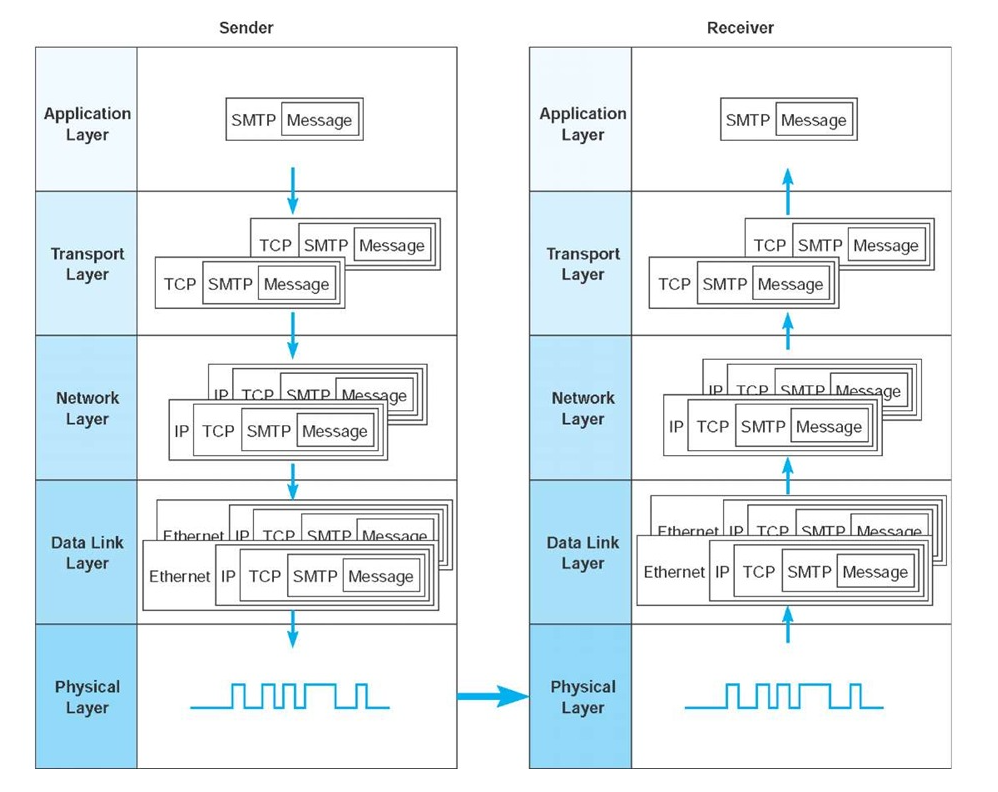 Sender
Receiver
Application
Layer
SMTP Message
Application
Layer
SMTP Message
Transport
Layer
TCP SMTP Message
TCP SMTP Message
Transport
Layer
TCP SMTP Message
TCP SMTP Message
Network
Layer
IP TCP SMTP Message
IP TCP SMTP Message
Network
Layer
IP TCP SMTP Message
IP TCP SMTP Message
Data Link
Layer
Ethernet IP TCP SMTP Message
Ethernet IP TCP SMTP Message
Data Link
Layer
Ethernet IP TCP SMTP Message
Ethernet IP TCP SMTP Message
Physical
Layer
Physical
Layer